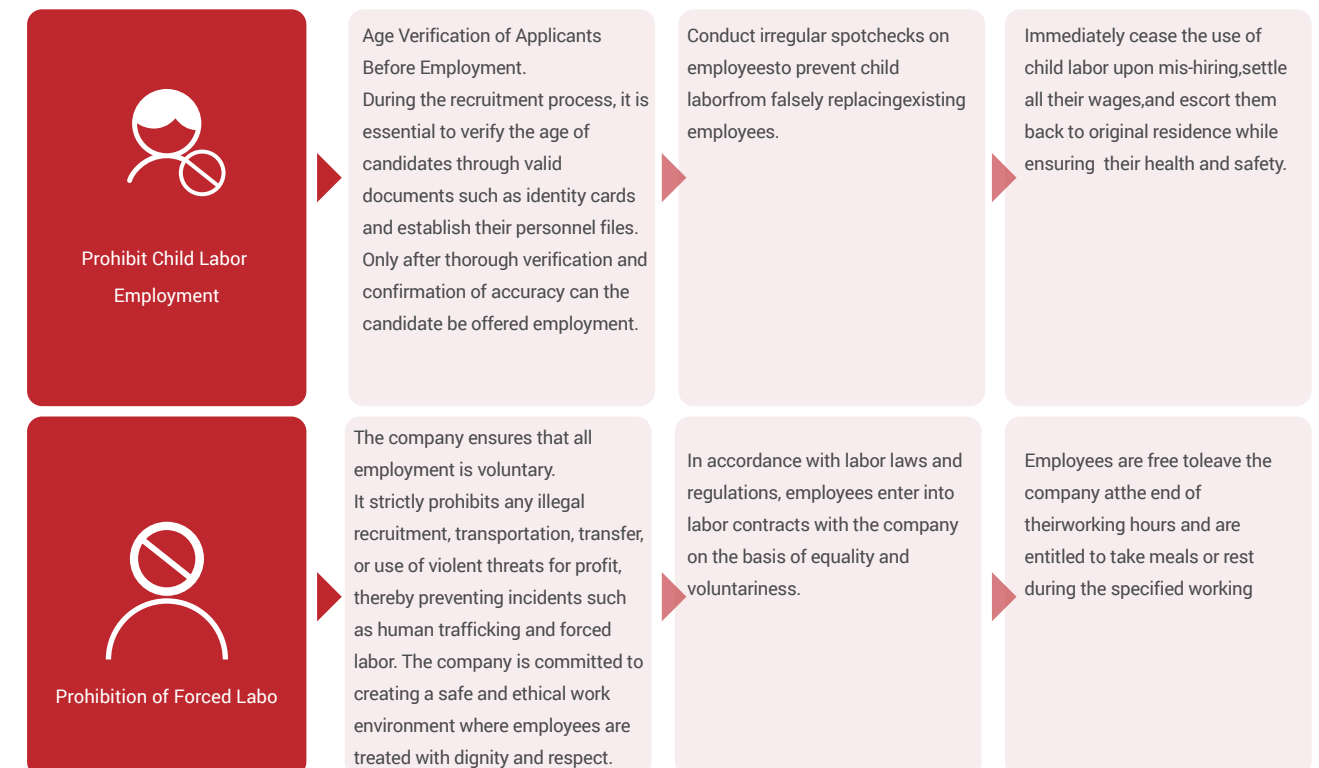 Prohibit Child Labor
Employment
Age Verification of Applicants
Before Employment.
During the recruitment process, it is
essential to verify the age of
candidates through valid
documents such as identity cards
and establish their personnel files.
Only after thorough verification and
confirmation of accuracy can the
candidate be offered employment.
Conduct irregular spotchecks on
employeesto prevent child
laborfrom falsely replacingexisting
employees.
Immediately cease the use of
child labor upon mis-hiring,settle
all their wages,and escort them
back to original residence while
ensuring  their health and safety.
Prohibition of Forced Labo
The company ensures that all
employment is voluntary.
It strictly prohibits any illegal
recruitment, transportation, transfer,
or use of violent threats for profit,
thereby preventing incidents such
as human trafficking and forced
labor. The company is committed to
creating a safe and ethical work
environment where employees are
treated with dignity and respect.
In accordance with labor laws and
regulations, employees enter into
labor contracts with the company
on the basis of equality and
voluntariness.
Employees are free toleave the
company atthe end of
theirworking hours and are
entitled to take meals or rest
during the specified working